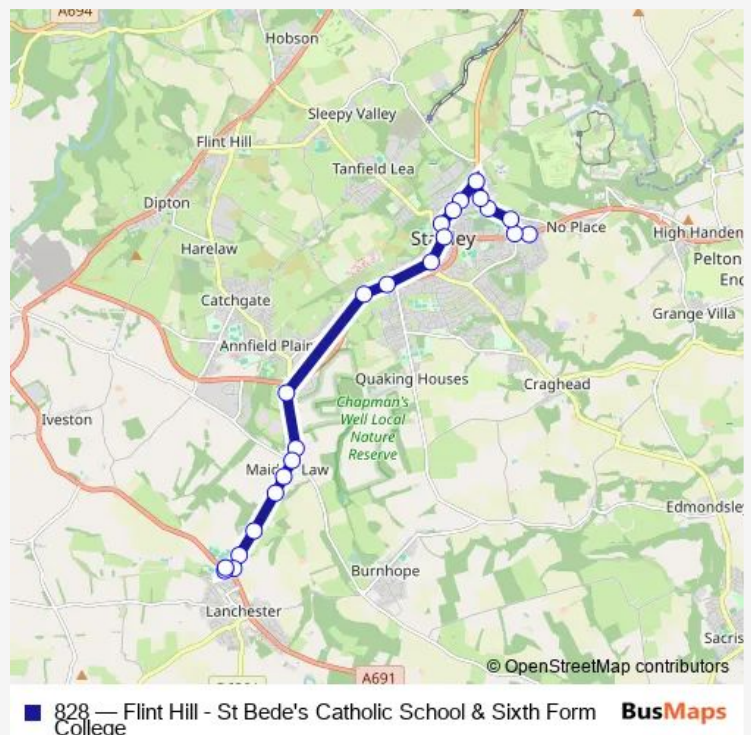 A694
Hobson
Sleepy Valley
Flint Hill
Tanfield Lea
Dipton
No Place
Stanley
High Handen
Harelaw
Pelton
Catchgate
Grange Villa
Annfield Plain
Quaking Houses
Craghead
Chapman's
Well Local
Nature
Reserve
Iveston
Maiden Law
Edmondsley
Burnhope
Lanchester
Sacris
A691
© OpenStreetMap contributors
828 — Flint Hill - St Bede's Catholic School & Sixth Form
College
BusMaps